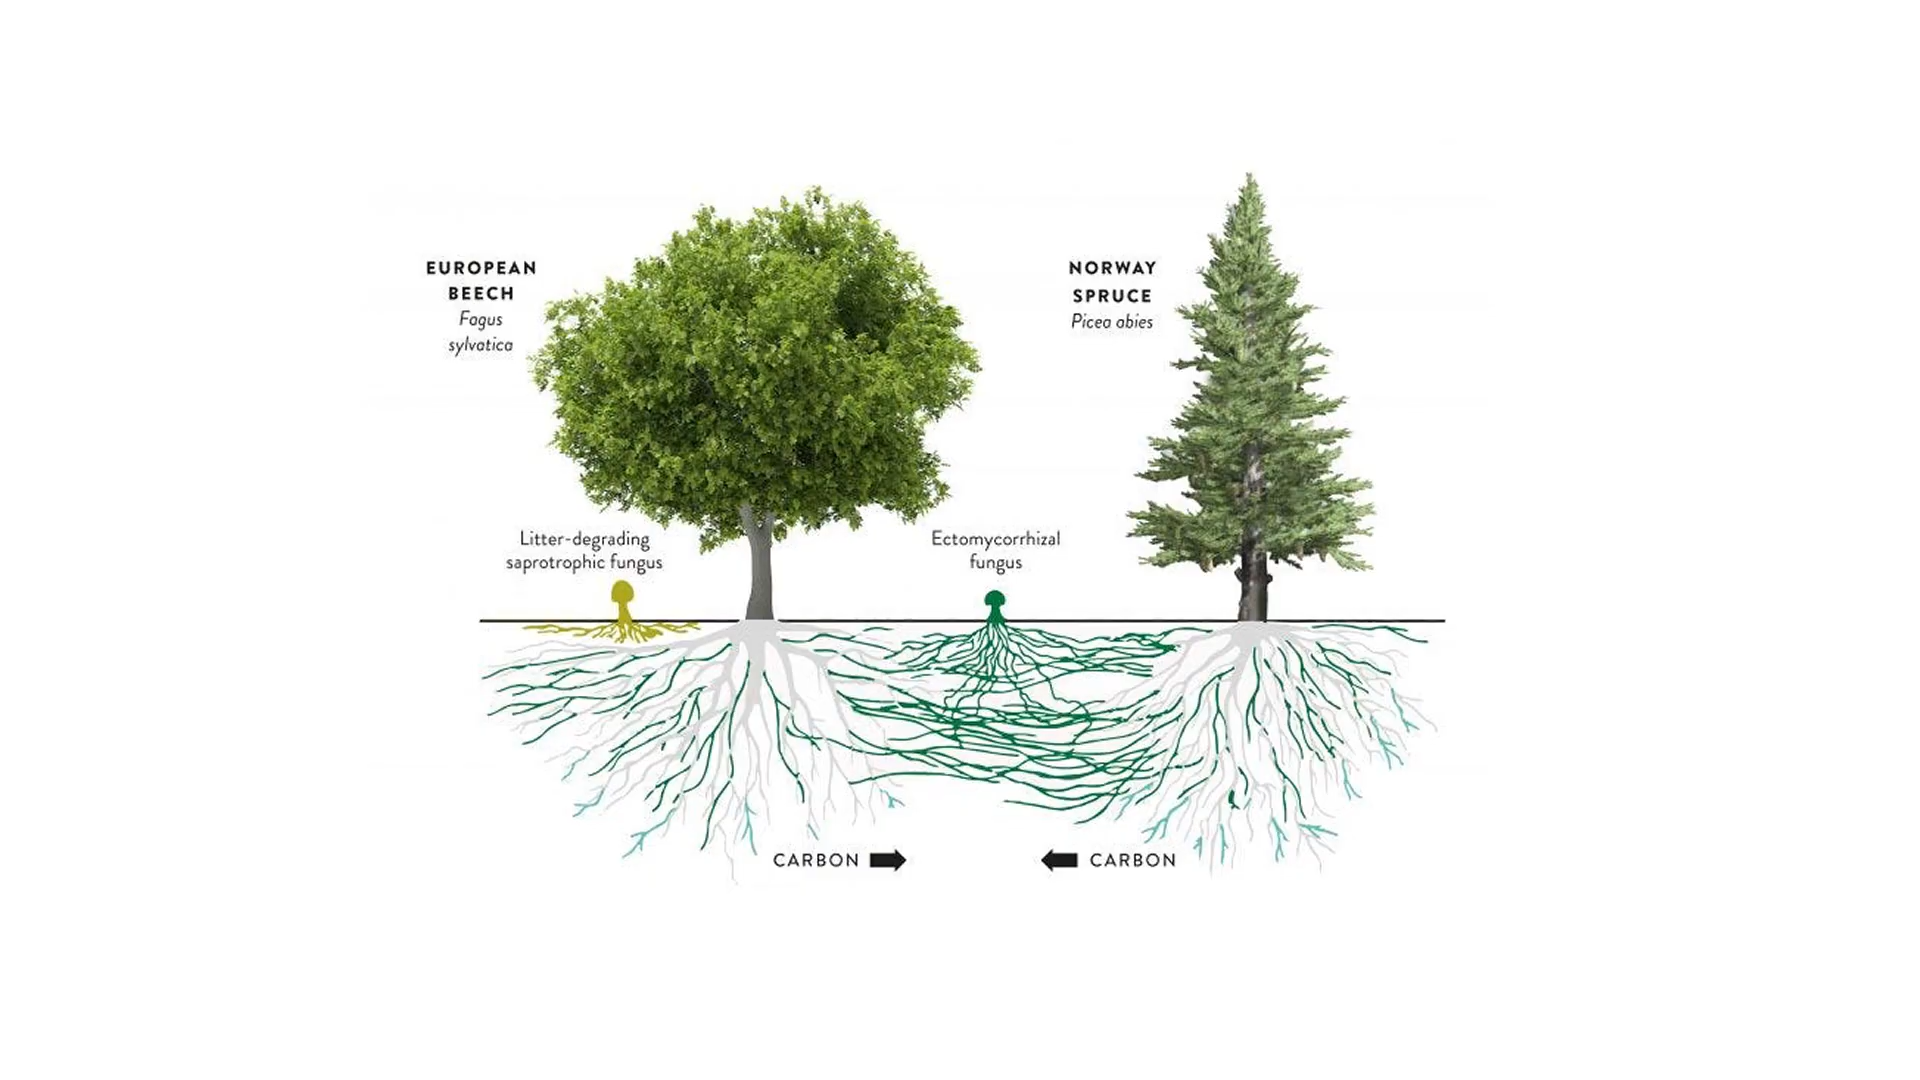 EUROPEAN
BEECH
Fagus
sylvatica
NORWAY
SPRUCE
Picea abies
Litter-degrading
saprotrophic fungus
Ectomycorrhizal
fungus
CARBON
CARBON